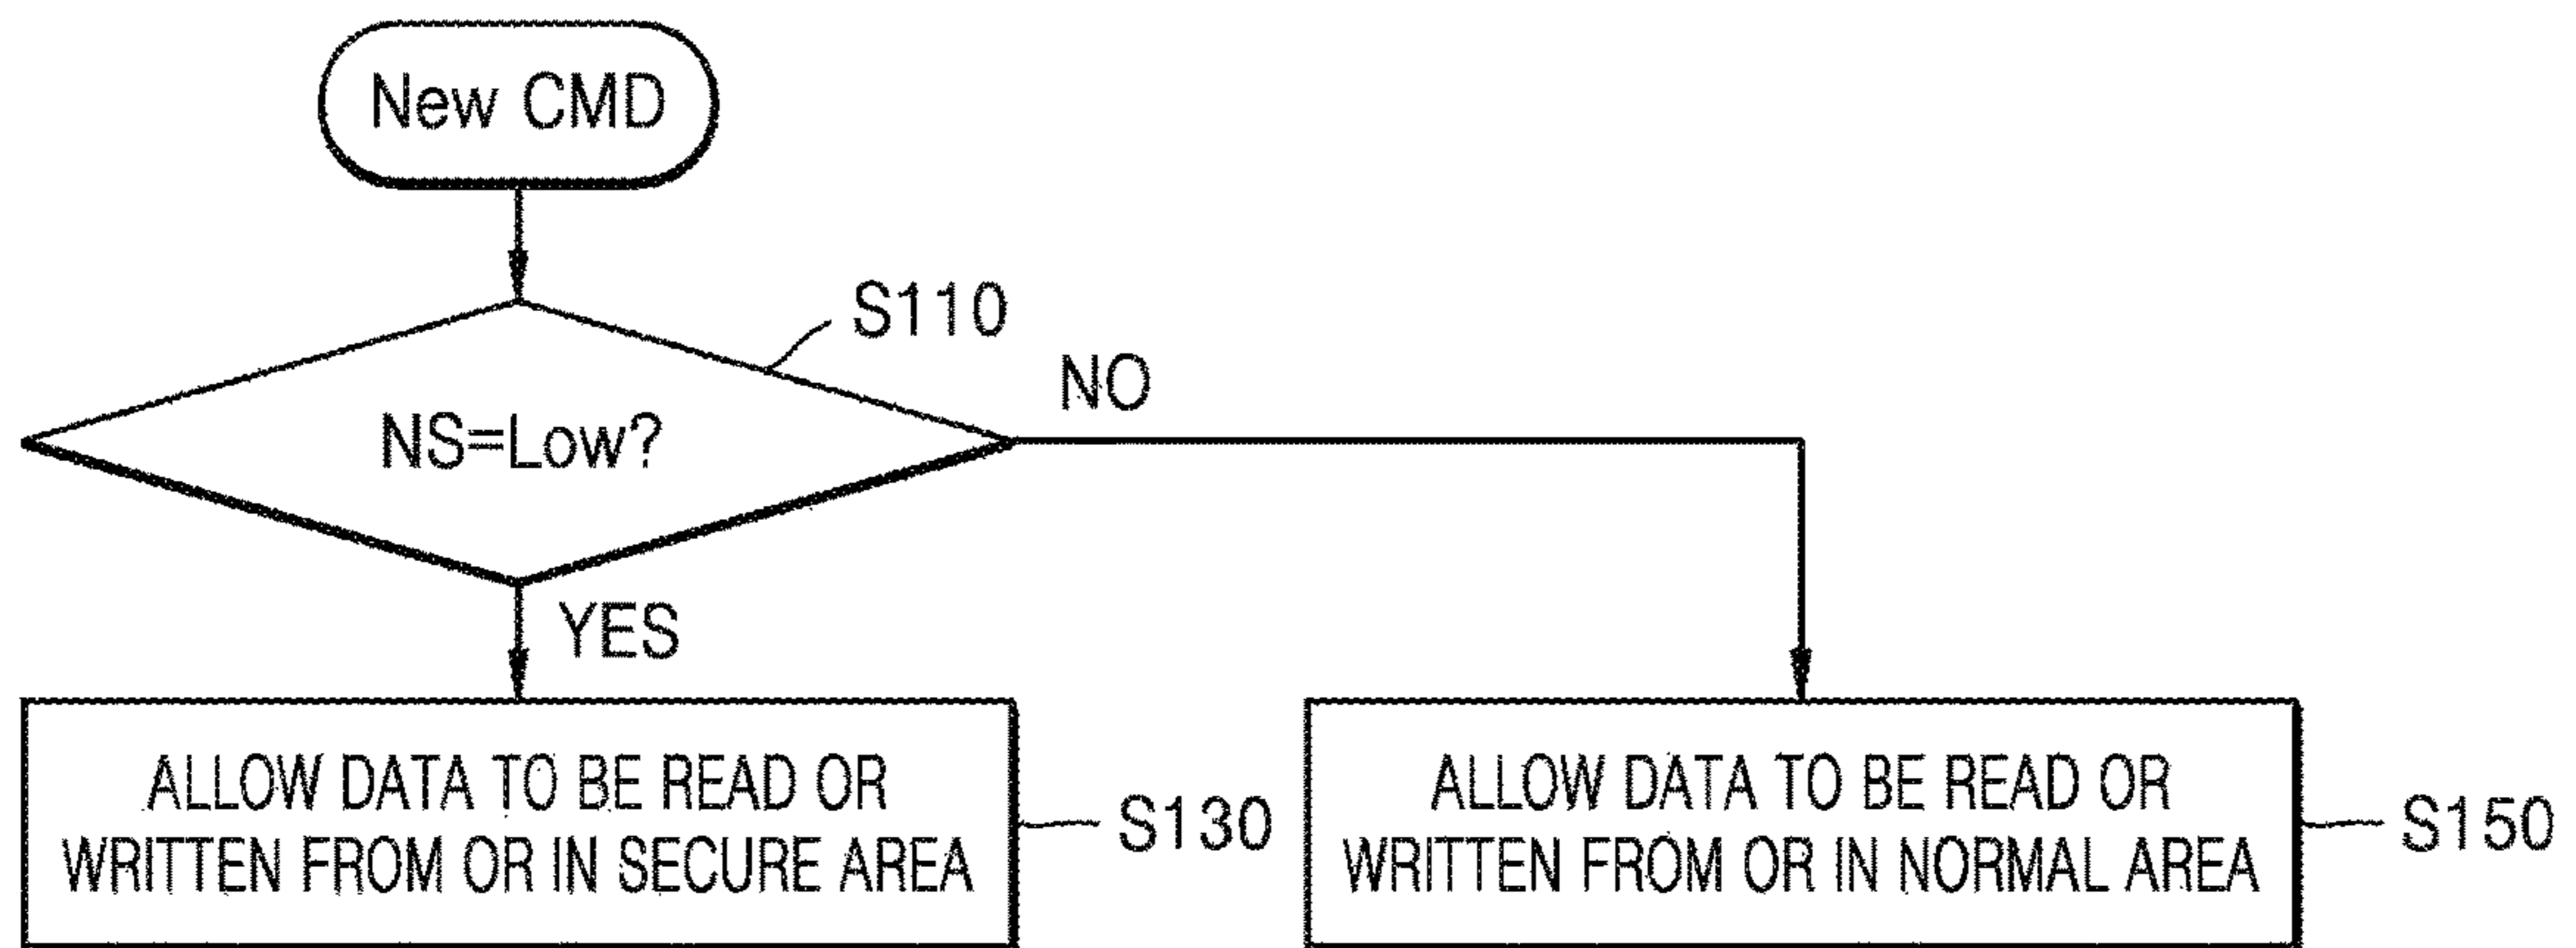 New CMD
S110
NO
NS=Low?
YES
ALLOW DATA TO BE READ OR
WRITTEN FROM OR IN SECURE AREA
S130
ALLOW DATA TO BE READ OR
WRITTEN FROM OR IN NORMAL AREA
S150